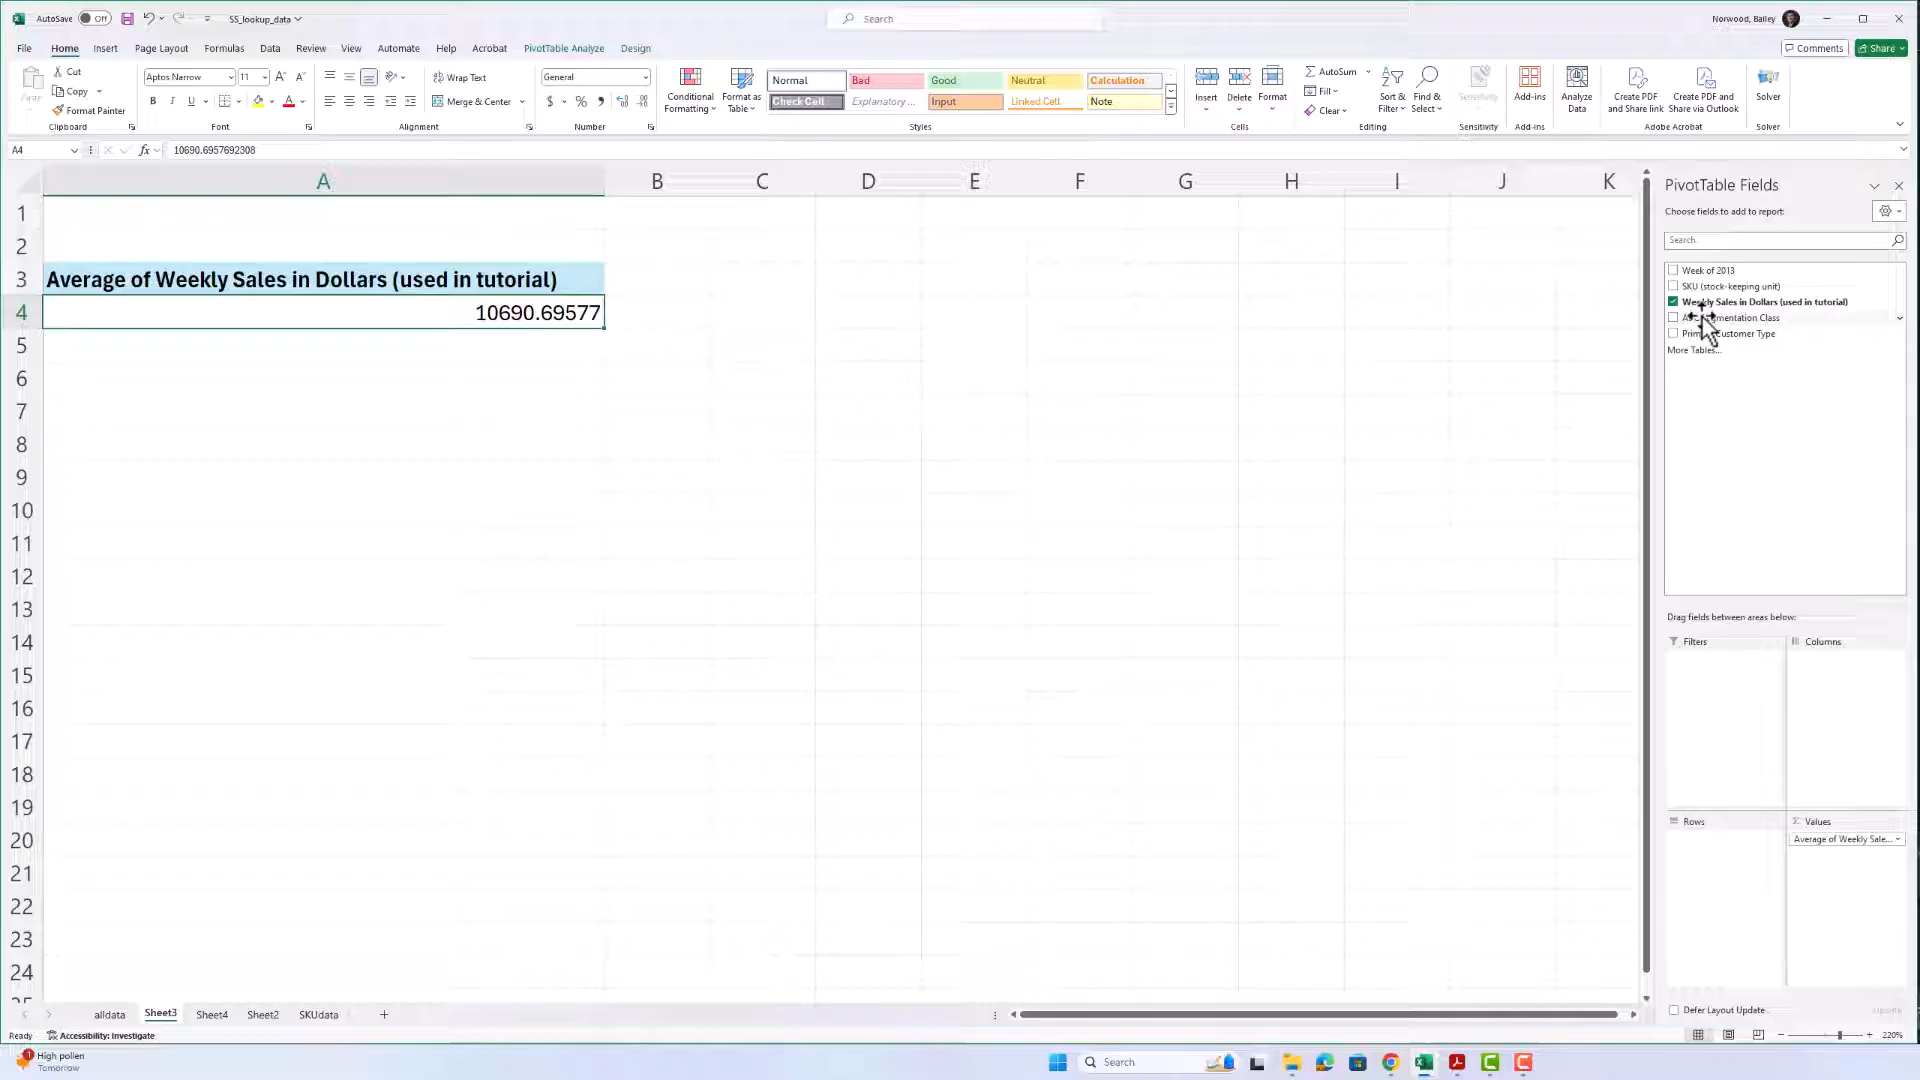 AutoSave Off SS_lookup_data Search Norwood, Bailey
File Home Insert Page Layout Formulas Data Review View Automate Help Acrobat PivotTable Analyze Design Comments Share
Paste
Cut
Copy
Format Painter
Clipboard
Aptos Narrow 11
B I U
Font
Wrap Text
Merge & Center
Alignment
General
Number
Conditional Formatting
Format as Table
Normal Bad Good Neutral Calculation
Check Cell Explanatory ... Input Linked Cell Note
Styles
Insert Delete Format
Cells
AutoSum
Fill
Clear
Sort & Filter
Find & Select
Editing
Sensitivity
Sensitivity
Add-ins
Add-ins
Analyze Data
Create PDF and Share link
Create PDF and Share via Outlook
Adobe Acrobat
Solver
Solver
A4 fx 10690.6957692308
A B C D E F G H I J K
1
2
3 Average of Weekly Sales in Dollars (used in tutorial)
4 10690.69577
5
6
7
8
9
10
11
12
13
14
15
16
17
18
19
20
21
22
23
24
PivotTable Fields
Choose fields to add to report:
Search
Week of 2013
SKU (stock-keeping unit)
Weekly Sales in Dollars (used in tutorial)
Customer Type
More Tables...
Drag fields between areas below:
Filters Columns
Rows Values
Average of Weekly Sale...
Defer Layout Update
alldata Sheet3 Sheet4 Sheet2 SKUdata
Ready Accessibility: Investigate 220%
High pollen
Tomorrow
Search